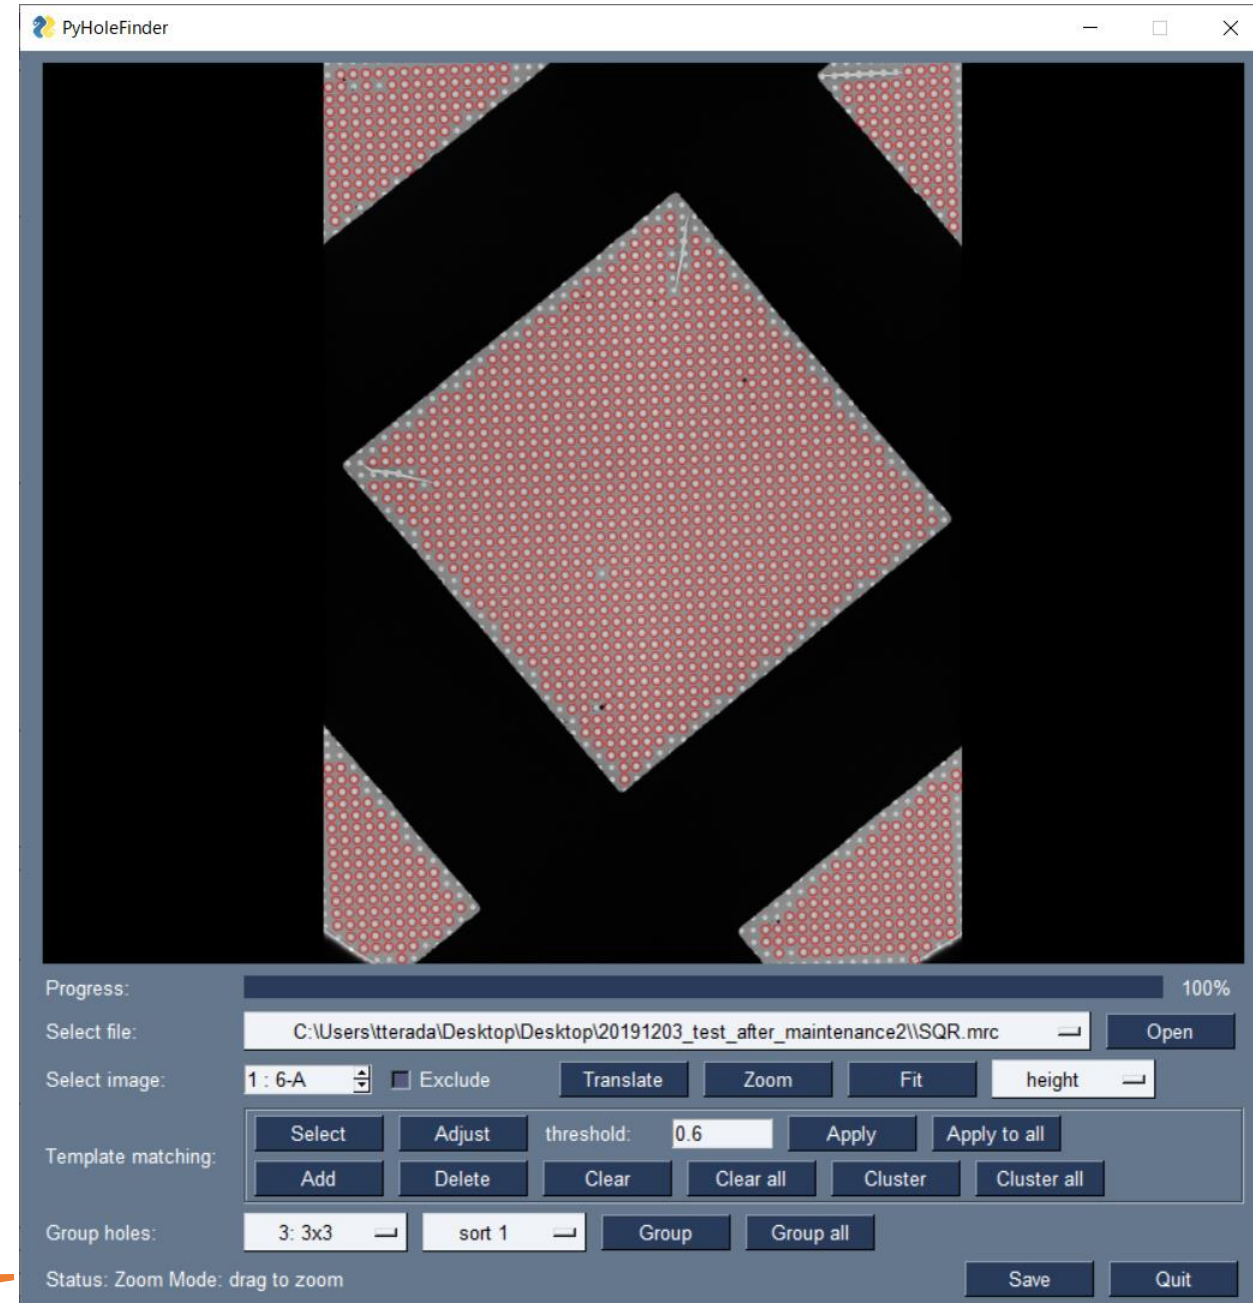 PyHoleFinder
Progress: 100%
Select file: C:\Users\tterada\Desktop\Desktop\20191203_test_after_maintenance2\\SQR.mrc Open
Select image: 1 : 6-A Exclude Translate Zoom Fit height
Template matching: Select Adjust threshold: 0.6 Apply Apply to all
Add Delete Clear Clear all Cluster Cluster all
Group holes: 3: 3x3 sort 1 Group Group all
Status: Zoom Mode: drag to zoom Save Quit